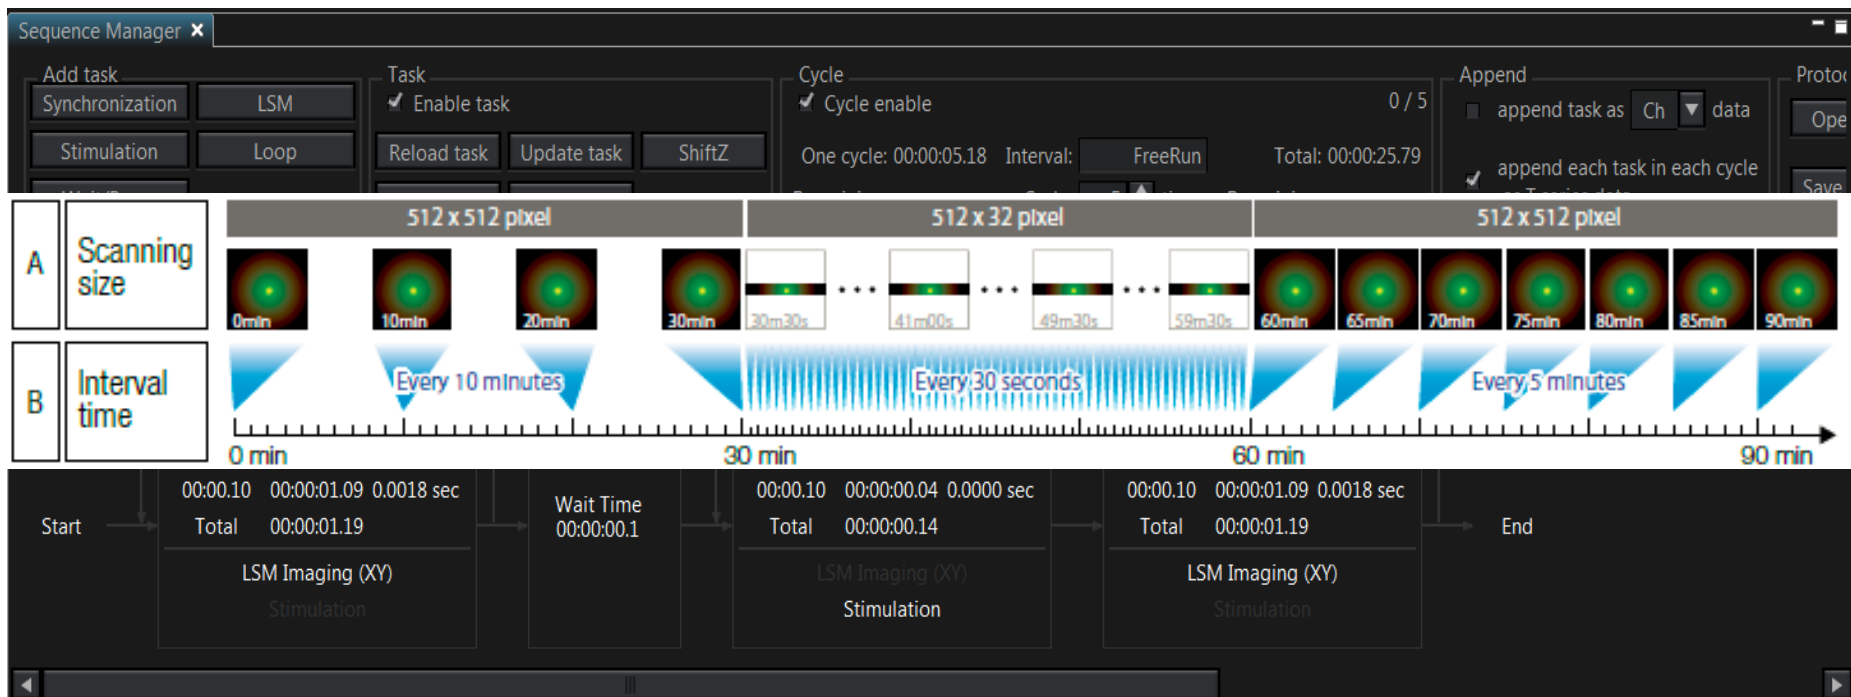 Sequence Manager ×
Add task Task Cycle Append
Synchronization LSM Enable task Cycle enable 0 / 5 append task as Ch data
Stimulation Loop Reload task Update task ShiftZ One cycle: 00:00:05.18 Interval: FreeRun Total: 00:00:25.79 append each task in each cycle
Save
512 x 512 pixel 512 x 32 pixel 512 x 512 pixel
A Scanning
size
0min 10min 20min 30min 30m30s 41m00s 49m30s 59m30s 60min 65min 70min 75min 80min 85min 90min
B Interval
time
Every 10 minutes Every 30 seconds Every 5 minutes
0 min 30 min 60 min 90 min
00:00.10 00:00:01.09 0.0018 sec 00:00.10 00:00:00.04 0.0000 sec 00:00.10 00:00:01.09 0.0018 sec
Start Total 00:00:01.19 Wait Time Total 00:00:00.14 Total 00:00:01.19 End
00:00:00.1
LSM Imaging (XY) LSM Imaging (XY) LSM Imaging (XY)
Stimulation Stimulation Stimulation